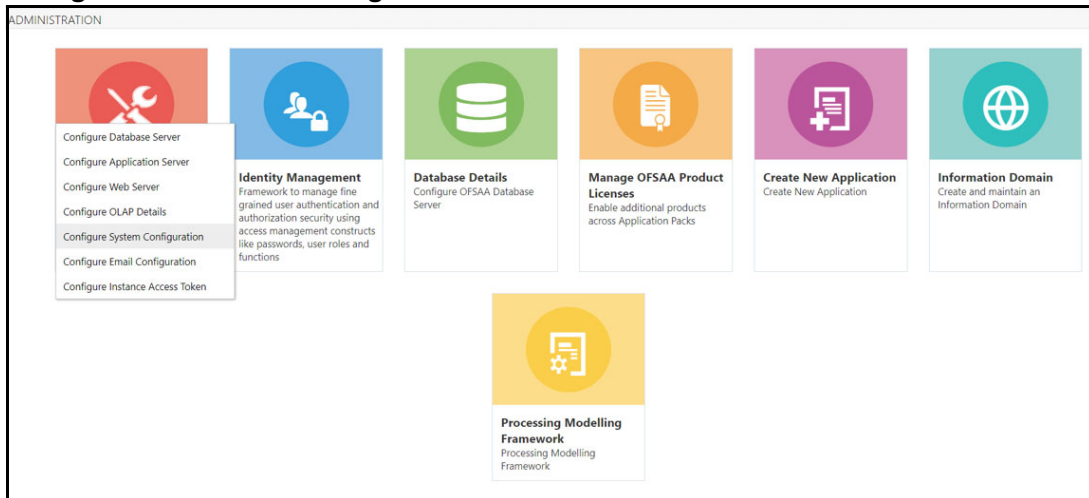 ADMINISTRATION
Configure Database Server
Configure Application Server
Configure Web Server
Configure OLAP Details
Configure System Configuration
Configure Email Configuration
Configure Instance Access Token
Identity Management
Framework to manage fine
grained user authentication and
authorization security using
access management constructs
like passwords, user roles and
functions
Database Details
Configure OFSAA Database
Server
Manage OFSAA Product
Licenses
Enable additional products
across Application Packs
Create New Application
Create New Application
Information Domain
Create and maintain an
Information Domain
Processing Modelling
Framework
Processing Modelling
Framework